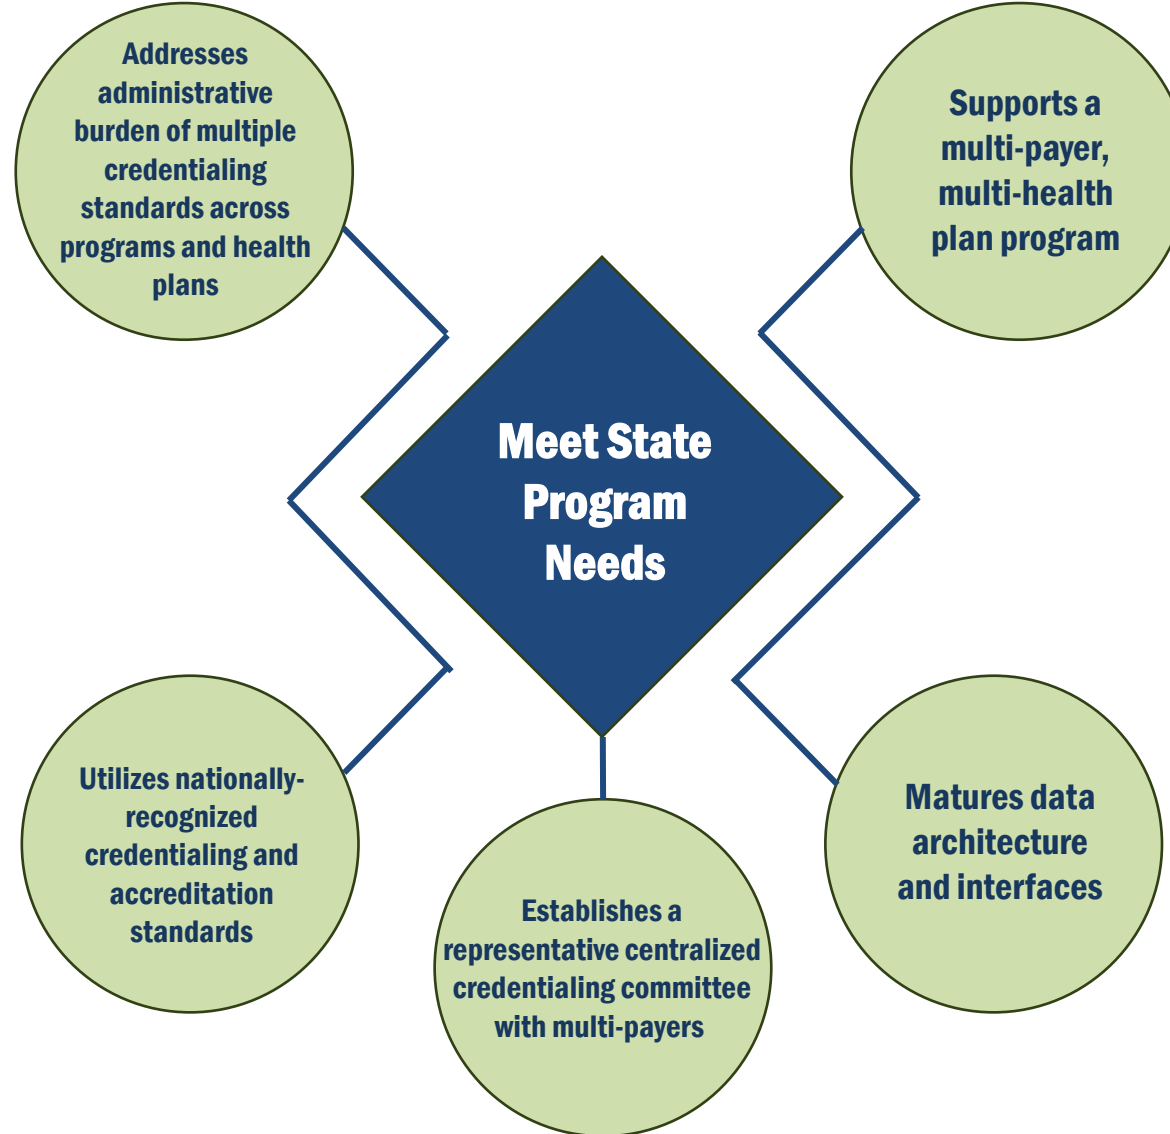 Addresses
administrative
burden of multiple
credentialing
standards across
programs and health
plans
Supports a
multi-payer,
multi-health
plan program
Meet State
Program
Needs
Utilizes nationally-
recognized
credentialing and
accreditation
standards
Establishes a
representative centralized
credentialing committee
with multi-payers
Matures data
architecture
and interfaces